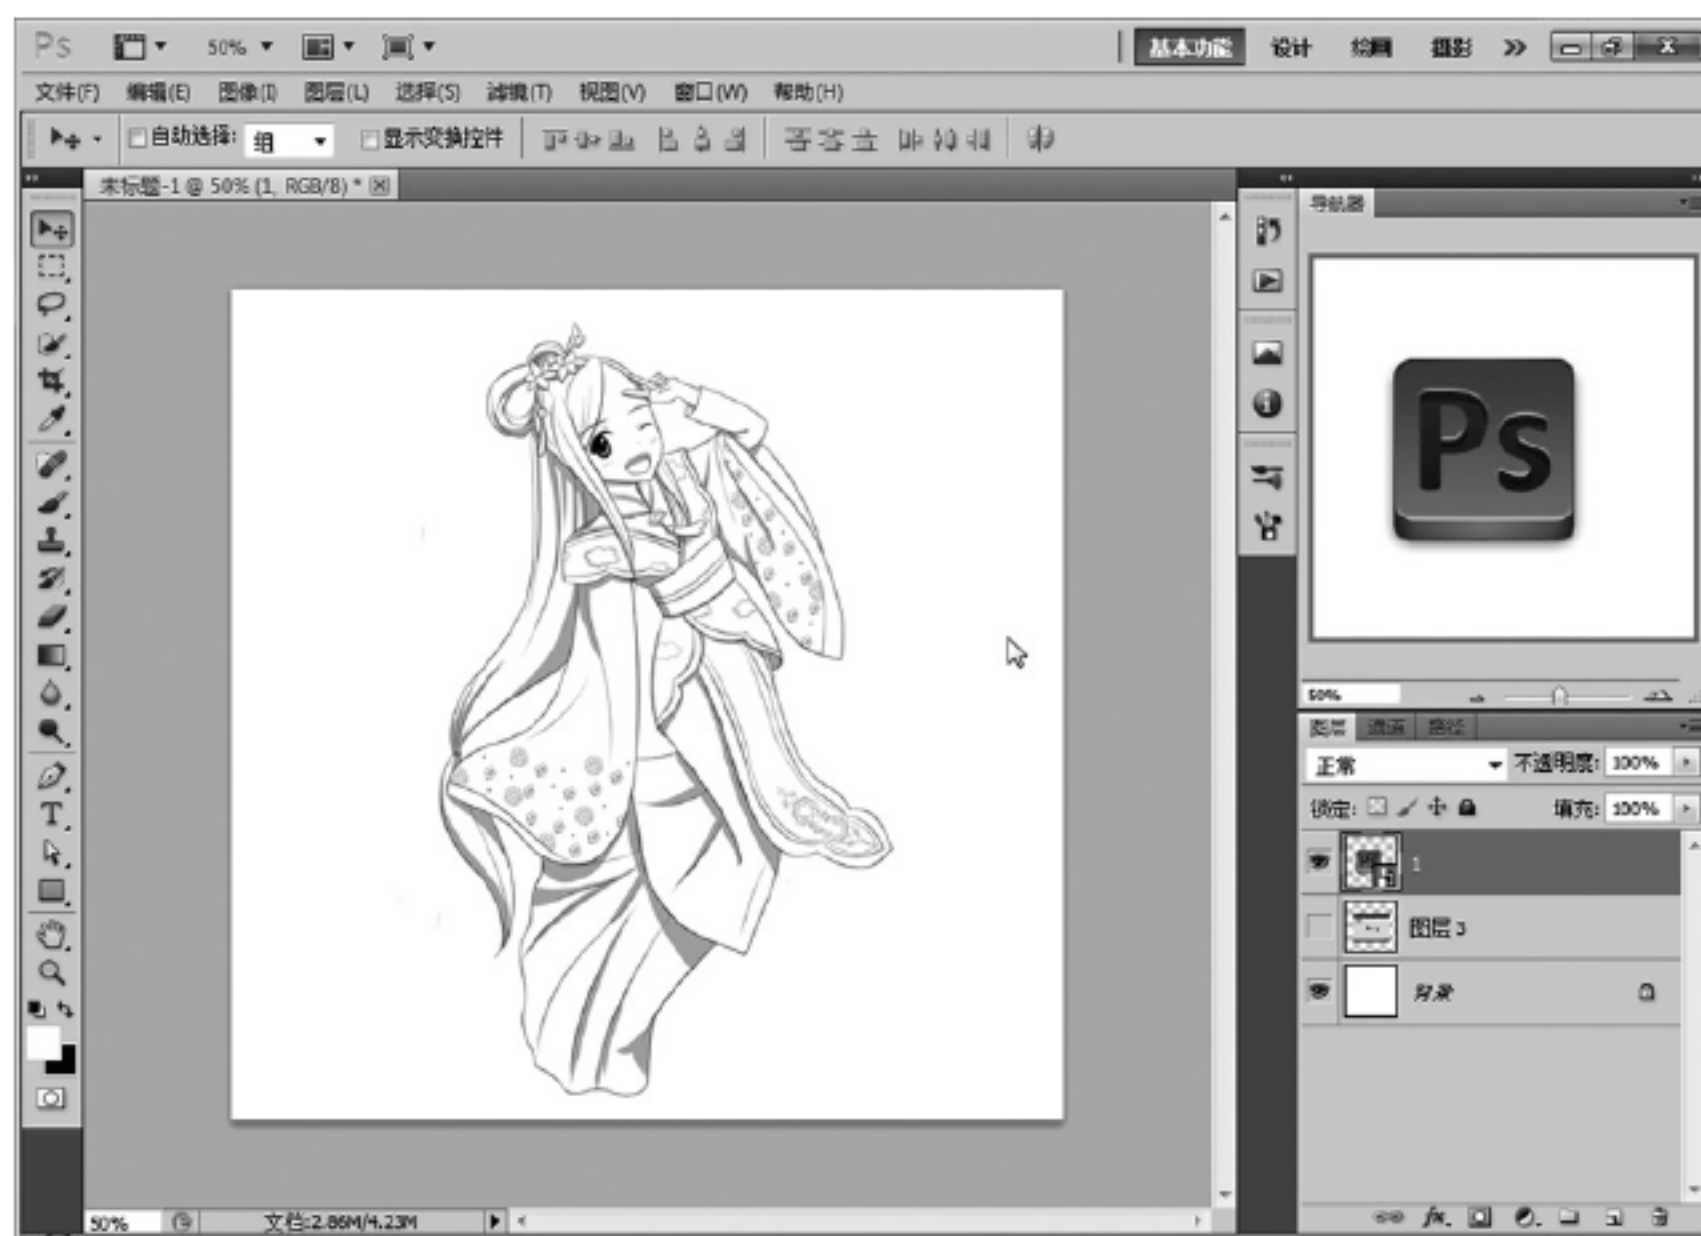 Ps 50% 基本功能 设计 绘画 摄影
文件(F) 编辑(E) 图像(I) 图层(L) 选择(S) 滤镜(T) 视图(V) 窗口(W) 帮助(H)
自动选择: 组 显示变换控件
未标题-1 @ 50% (1, RGB/8) *
导航器
Ps
50%
图层 通道 路径
正常 不透明度: 100%
锁定: 填充: 100%
1
图层 3
背景
50% 文档:2.86M/4.23M